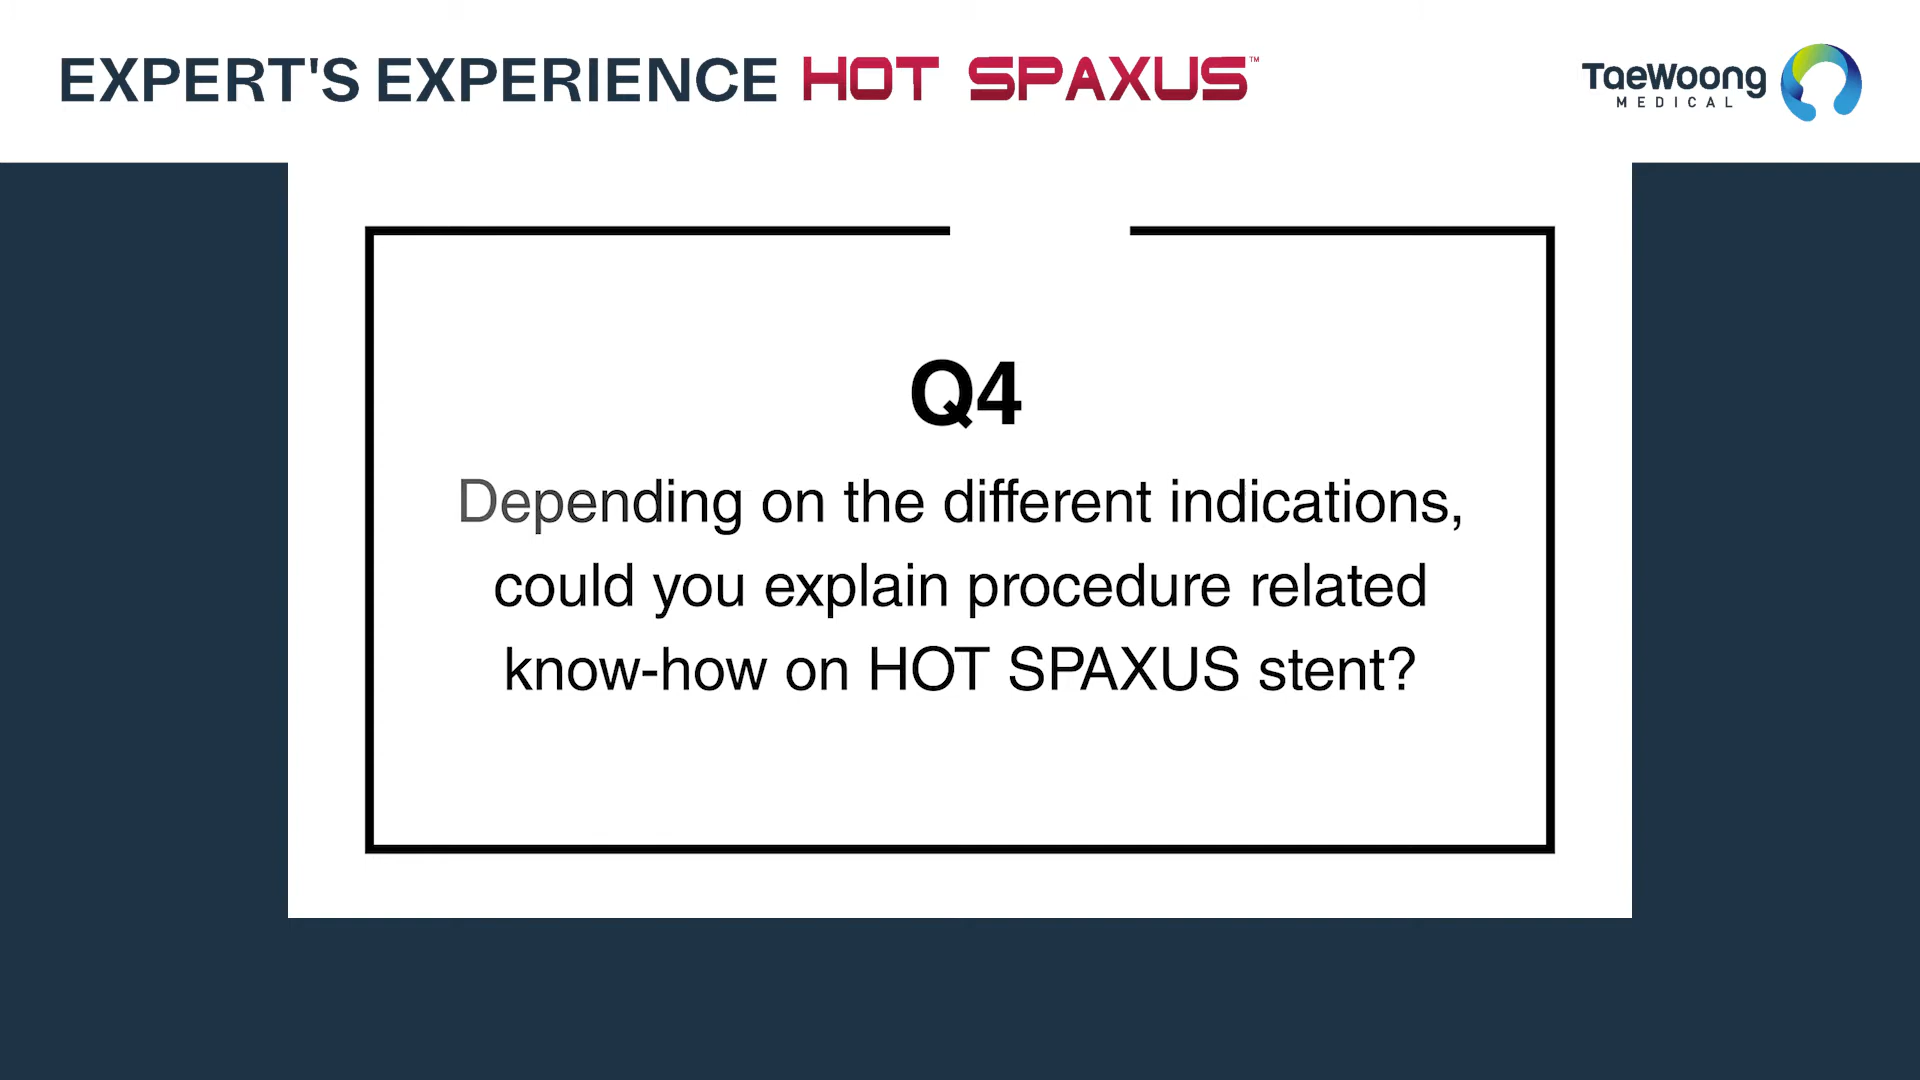 EXPERT'S EXPERIENCE HOT SPAXUS™
TaeWoong
MEDICAL
Q4
Depending on the different indications,
could you explain procedure related
know-how on HOT SPAXUS stent?